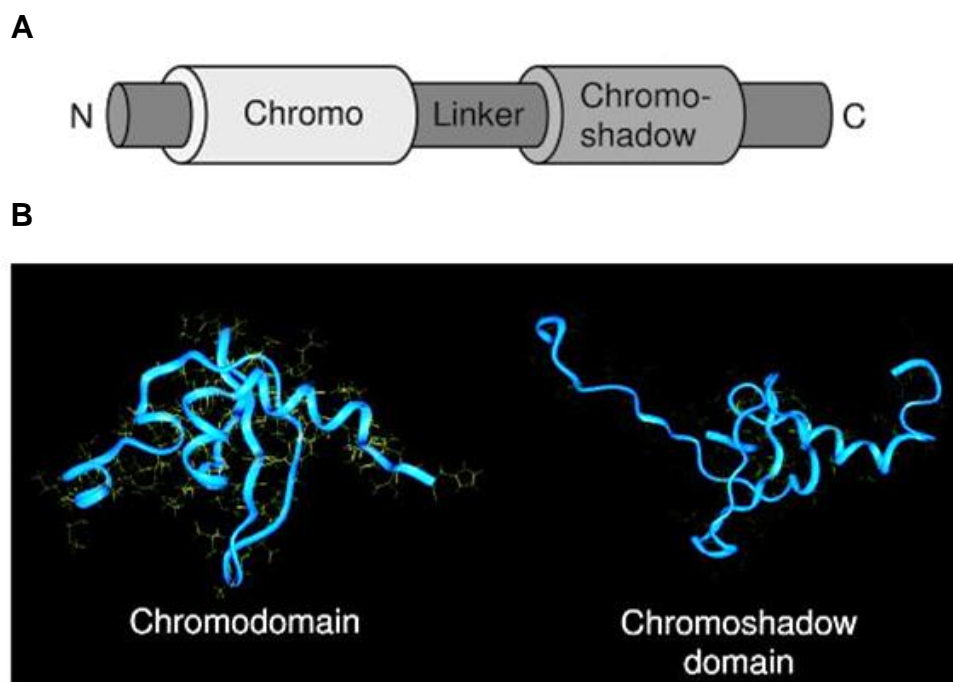 A
N
Chromo
Linker
Chromo-
shadow
C
B
Chromodomain
Chromoshadow
domain